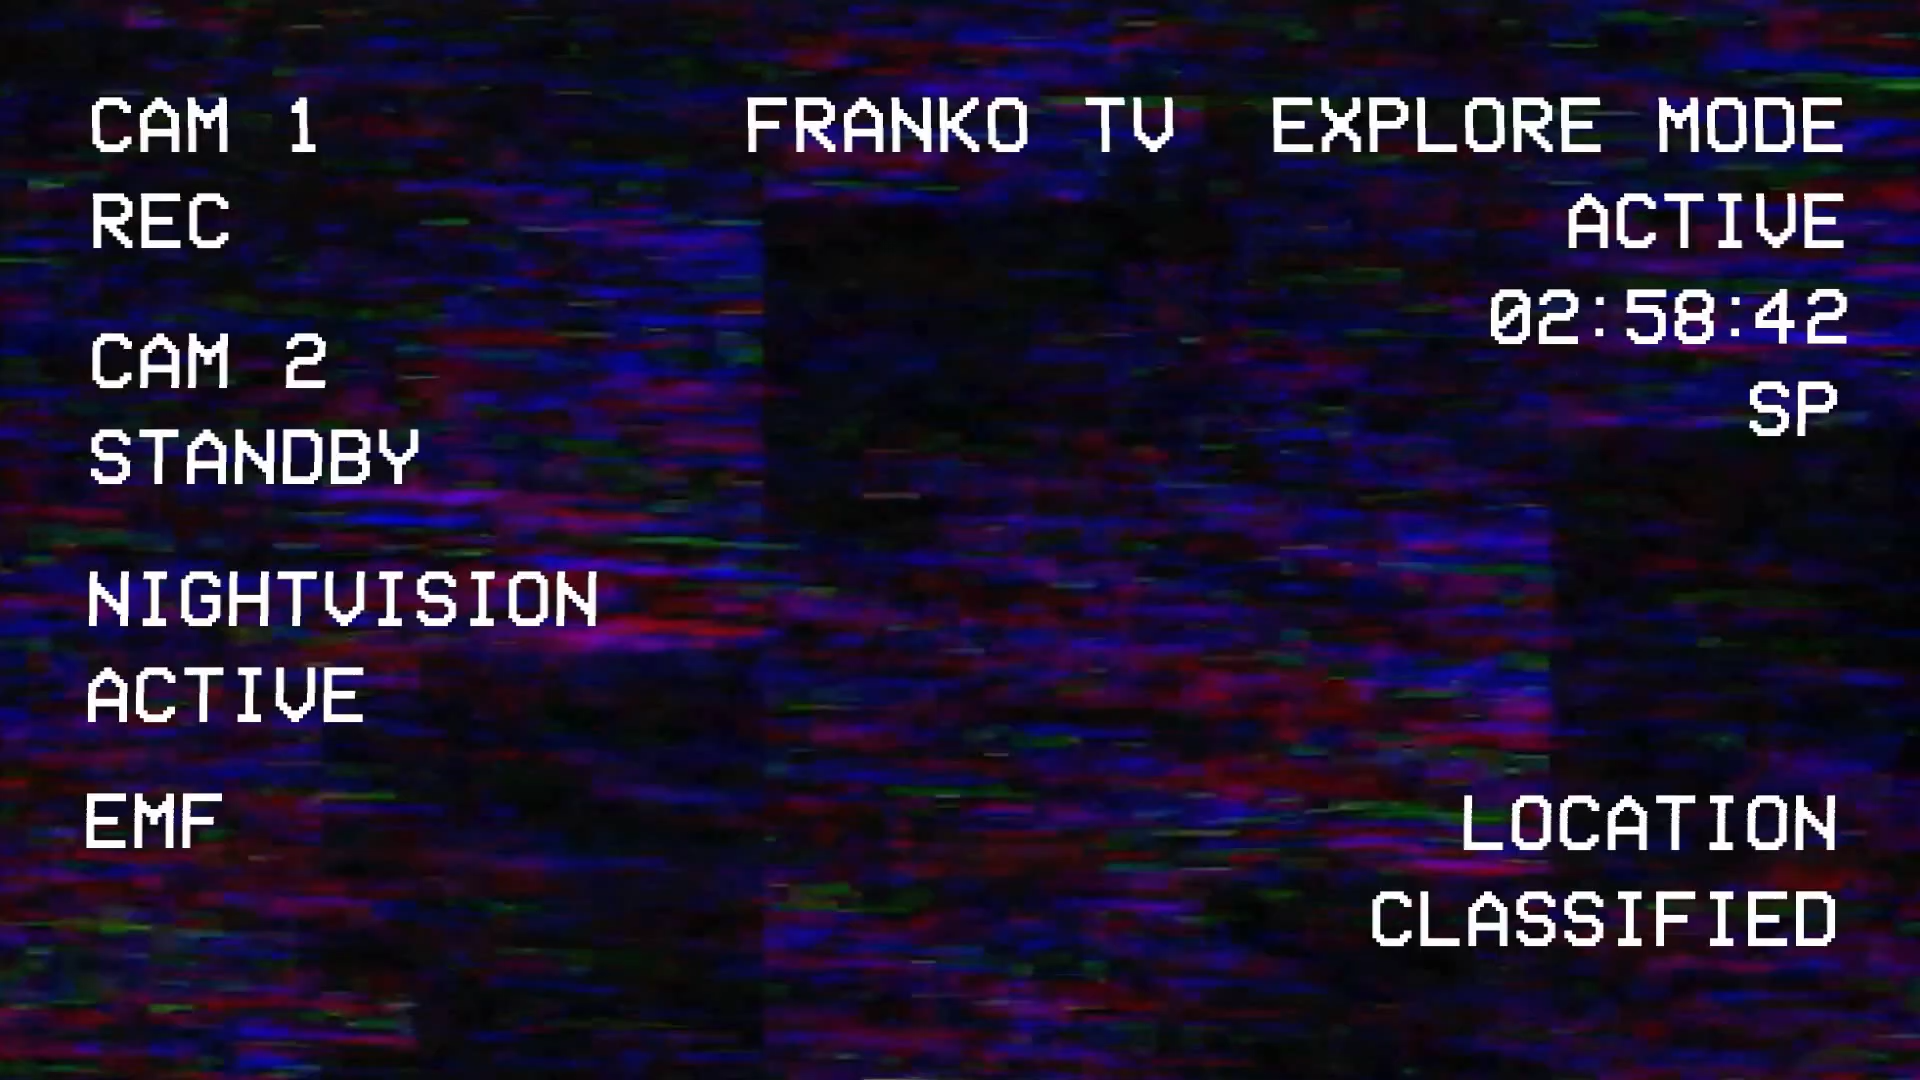 CAM 1
REC
CAM 2
STANDBY
NIGHTVISION
ACTIVE
EMF
FRANKO TV
EXPLORE MODE
ACTIVE
02:58:42
SP
LOCATION
CLASSIFIED